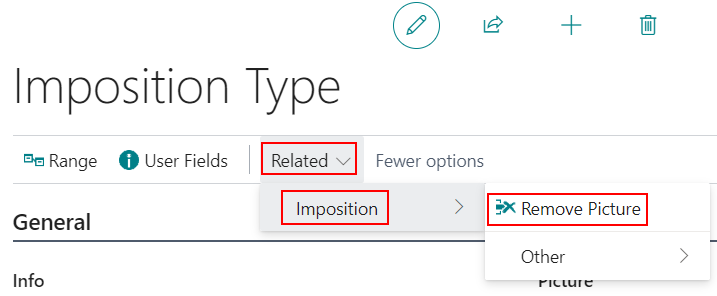 Imposition Type
Range User Fields Related Fewer options
Imposition Remove Picture
General
Other
Info Picture